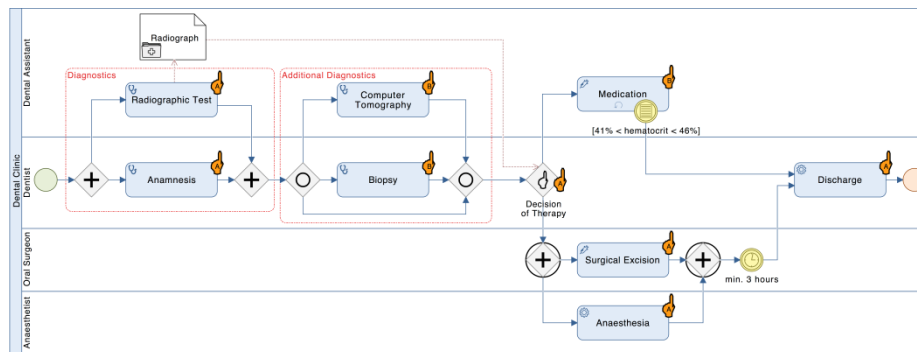 Dental Clinic
Dental Assistant
Dentist
Oral Surgeon
Anaesthetist
Radiograph
Diagnostics
Radiographic Test
A
Anamnesis
A
Additional Diagnostics
Computer
Tomography
B
Biopsy
B
A
Decision
of Therapy
Medication
B
[41% < hematocrit < 46%]
Discharge
A
Surgical Excision
A
min. 3 hours
Anaesthesia
A